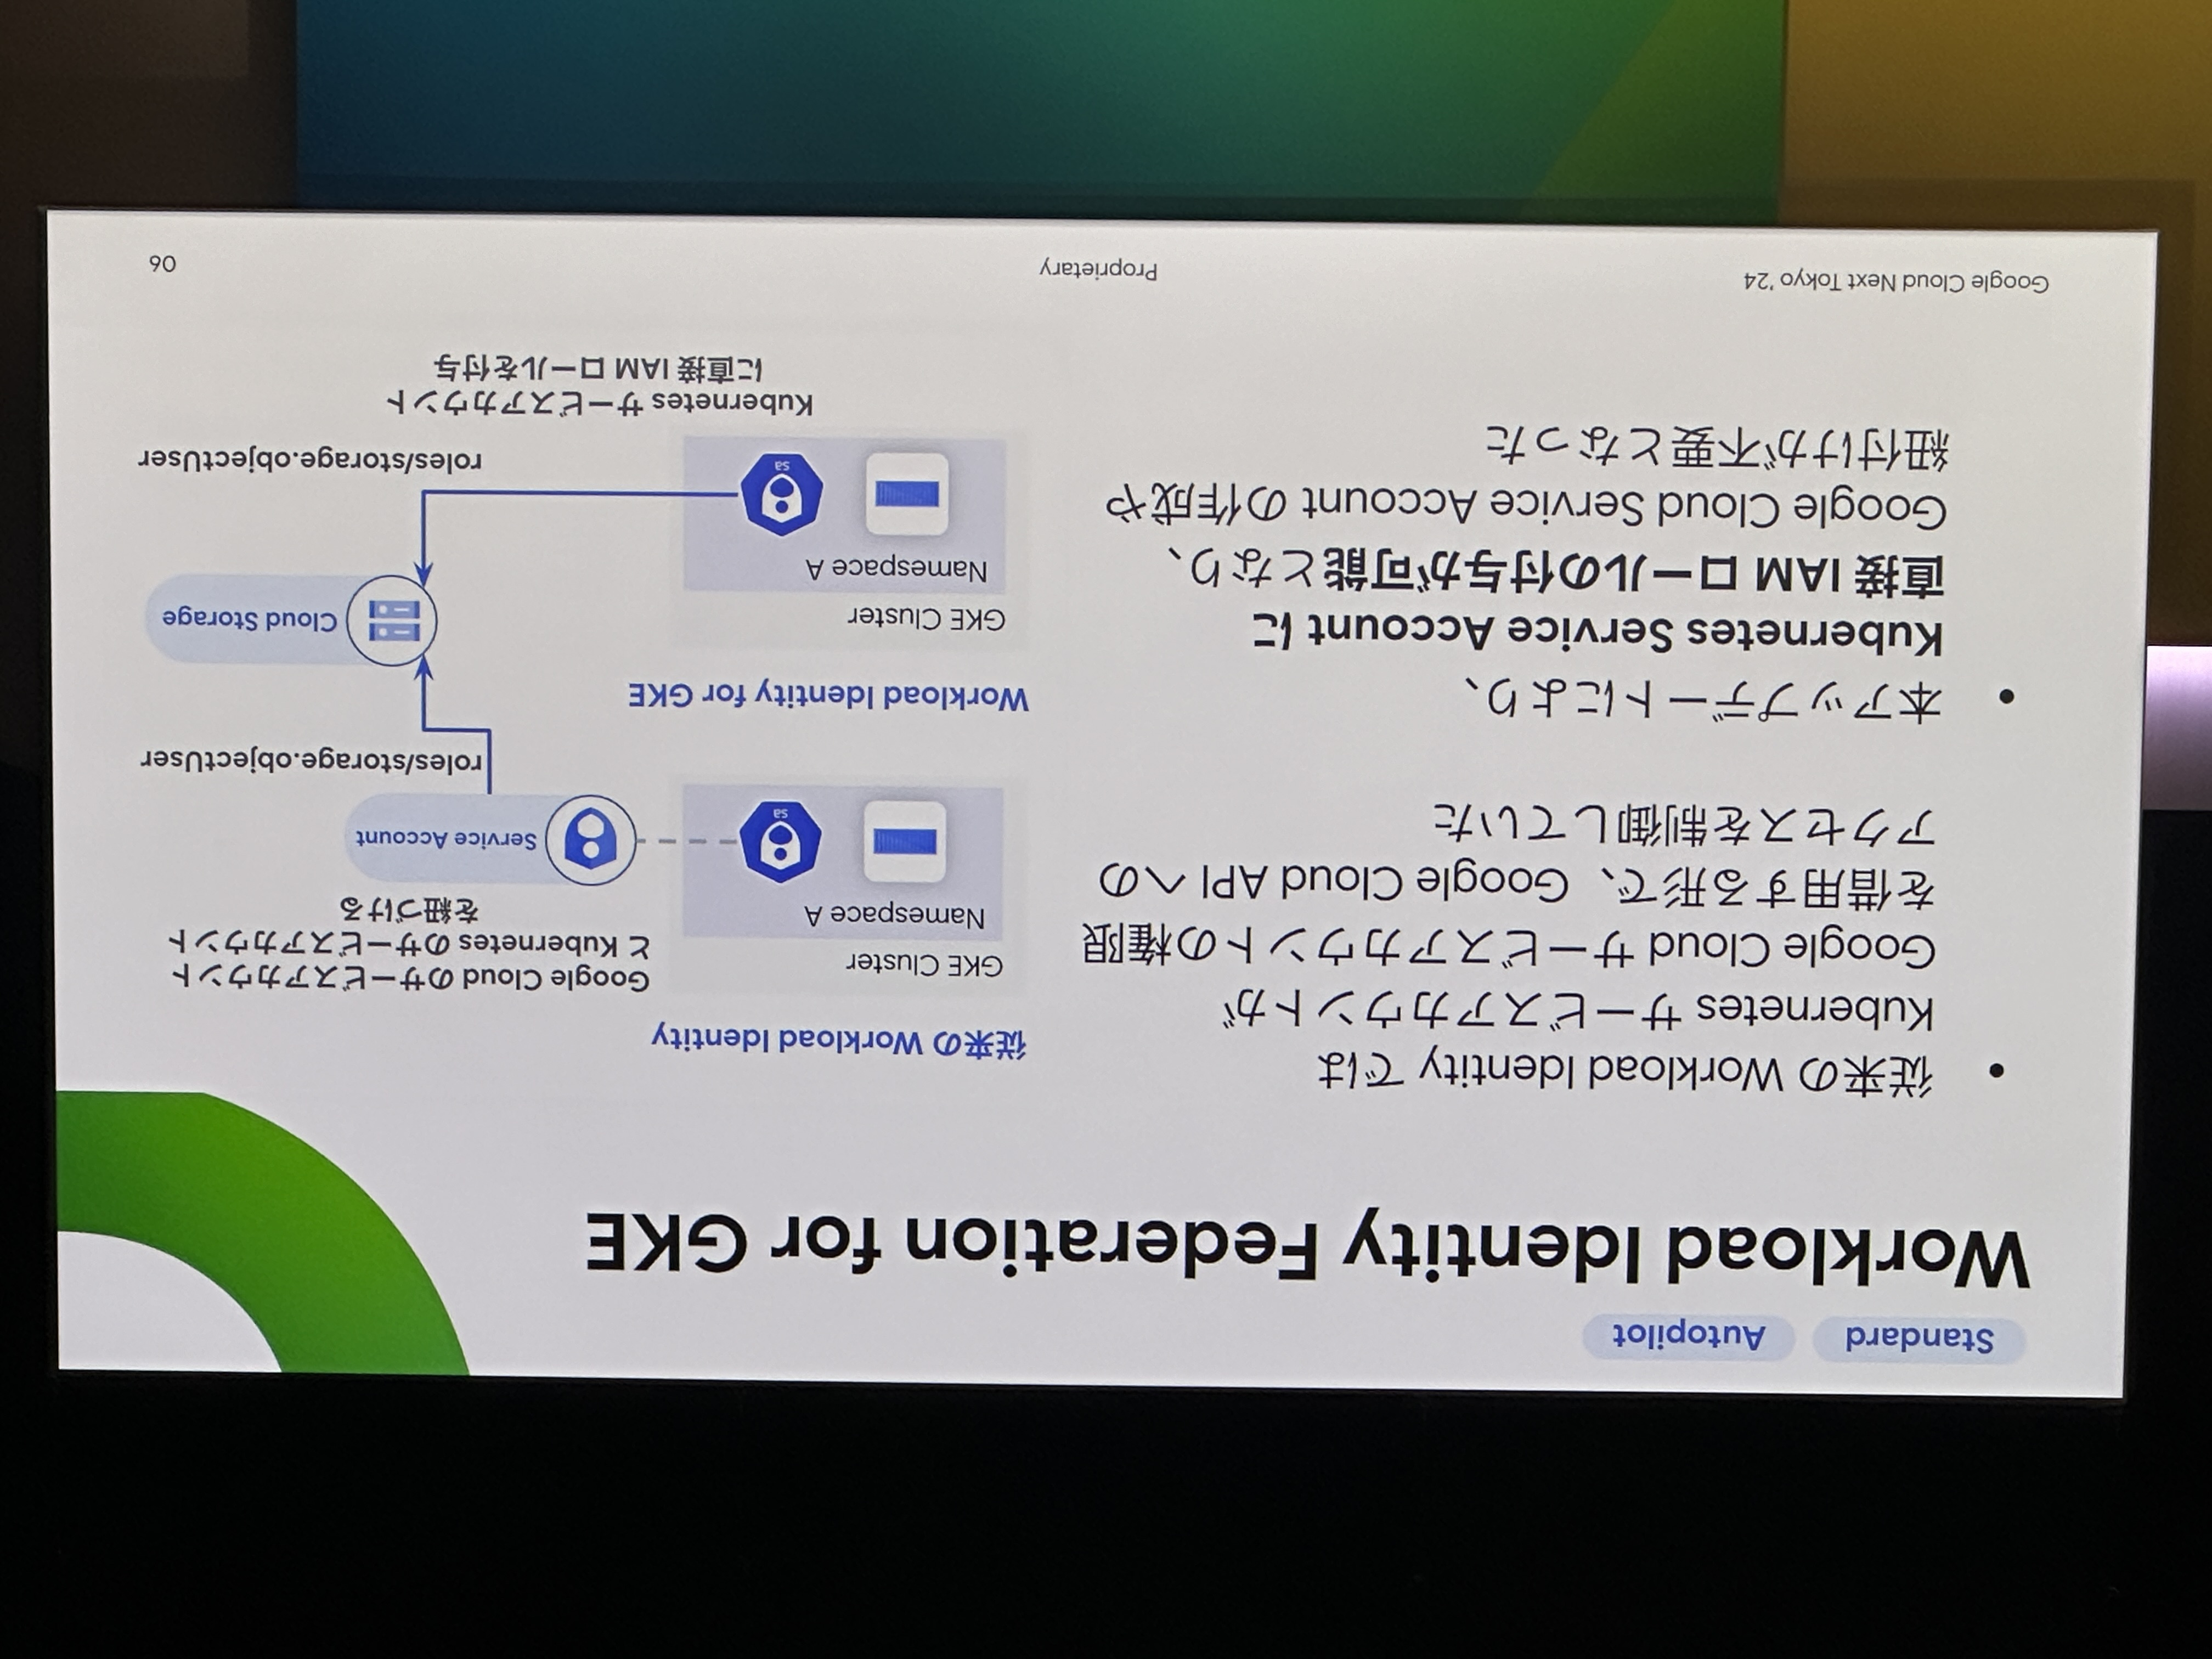 Standard Autopilot
Workload Identity Federation for GKE
• 従来の Workload Identity では
Kubernetes サービスアカウントが
Google Cloud サービスアカウントの権限
を借用する形で、Google Cloud API への
アクセスを制御していた
• 本アップデートにより、
Kubernetes Service Account に
直接 IAM ロールの付与が可能となり、
Google Cloud Service Account の作成や
紐付けが不要となった
従来の Workload Identity
GKE Cluster
Namespace A
sa
Google Cloud のサービスアカウント
と Kubernetes のサービスアカウント
を紐づける
Service Account
roles/storage.objectUser
Workload Identity for GKE
GKE Cluster
Namespace A
sa
Cloud Storage
roles/storage.objectUser
Kubernetes サービスアカウント
に直接 IAM ロールを付与
Google Cloud Next Tokyo '24
Proprietary
06